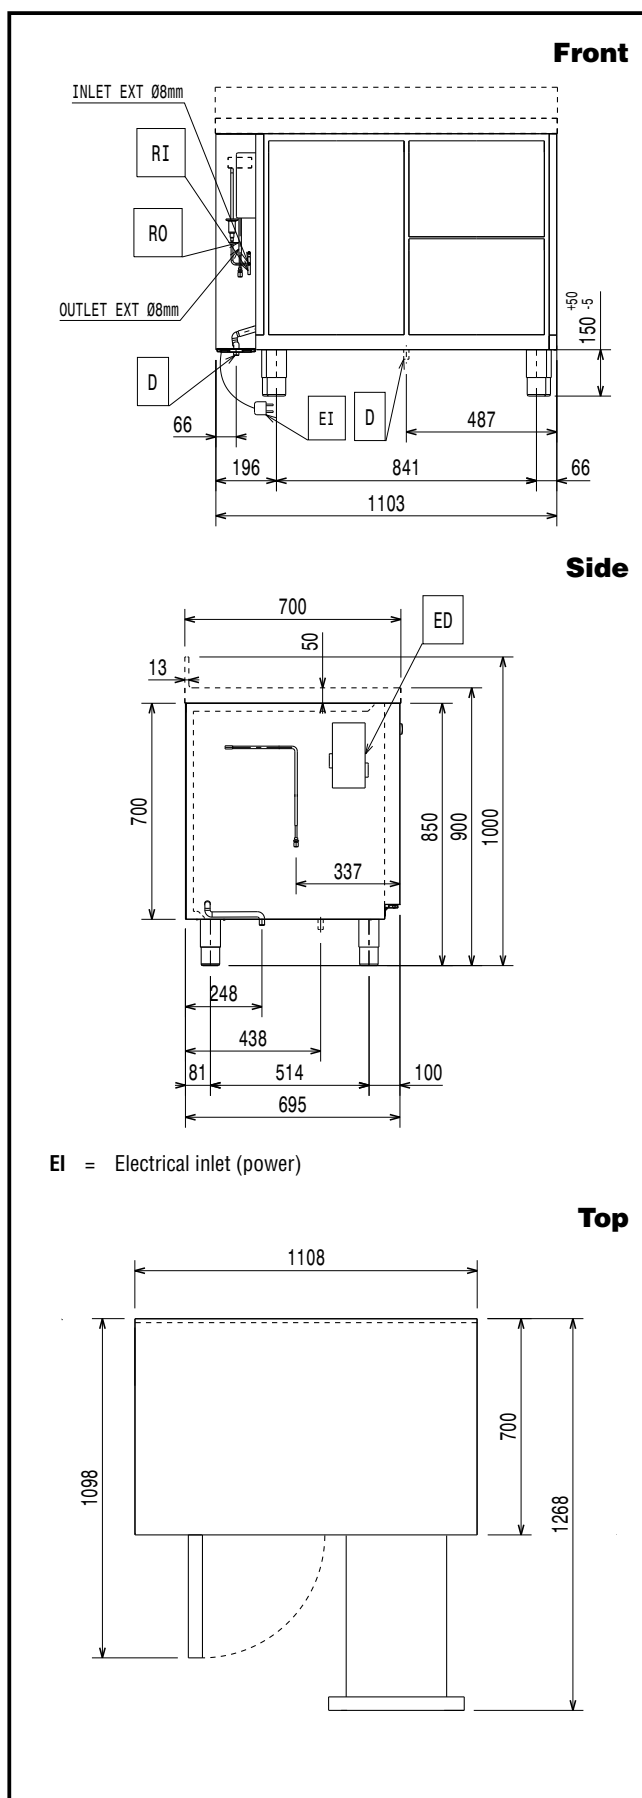 Front
INLET EXT Ø8mm
RI
RO
OUTLET EXT Ø8mm
+50
-5
150
D
EI
D
66
487
196
841
66
1103
Side
700
ED
50
13
700
850
900
1000
337
248
438
81
514
100
695
EI = Electrical inlet (power)
Top
1108
1098
700
1268